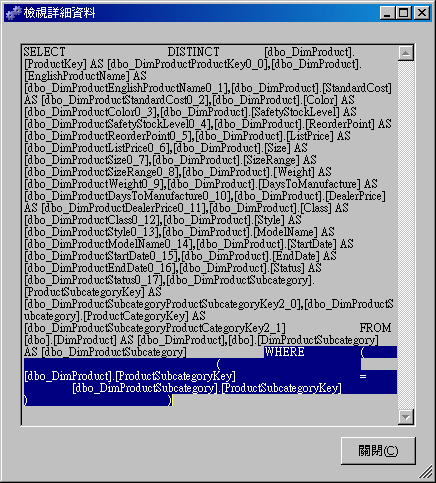 檢視詳細資料
SELECT DISTINCT [dbo_DimProduct].
[ProductKey] AS [dbo_DimProductProductKey0_0],[dbo_DimProduct].
[EnglishProductName] AS
[dbo_DimProductEnglishProductName0_1],[dbo_DimProduct].[StandardCost]
AS [dbo_DimProductStandardCost0_2],[dbo_DimProduct].[Color] AS
[dbo_DimProductColor0_3],[dbo_DimProduct].[SafetyStockLevel] AS
[dbo_DimProductSafetyStockLevel0_4],[dbo_DimProduct].[ReorderPoint] AS
[dbo_DimProductReorderPoint0_5],[dbo_DimProduct].[ListPrice] AS
[dbo_DimProductListPrice0_6],[dbo_DimProduct].[Size] AS
[dbo_DimProductSize0_7],[dbo_DimProduct].[SizeRange] AS
[dbo_DimProductSizeRange0_8],[dbo_DimProduct].[Weight] AS
[dbo_DimProductWeight0_9],[dbo_DimProduct].[DaysToManufacture] AS
[dbo_DimProductDaysToManufacture0_10],[dbo_DimProduct].[DealerPrice]
AS [dbo_DimProductDealerPrice0_11],[dbo_DimProduct].[Class] AS
[dbo_DimProductClass0_12],[dbo_DimProduct].[Style] AS
[dbo_DimProductStyle0_13],[dbo_DimProduct].[ModelName] AS
[dbo_DimProductModelName0_14],[dbo_DimProduct].[StartDate] AS
[dbo_DimProductStartDate0_15],[dbo_DimProduct].[EndDate] AS
[dbo_DimProductEndDate0_16],[dbo_DimProduct].[Status] AS
[dbo_DimProductStatus0_17],[dbo_DimProductSubcategory].
[ProductSubcategoryKey] AS
[dbo_DimProductSubcategoryProductSubcategoryKey2_0],[dbo_DimProductS
ubcategory].[ProductCategoryKey] AS
[dbo_DimProductSubcategoryProductCategoryKey2_1] FROM
[dbo].[DimProduct] AS [dbo_DimProduct],[dbo].[DimProductSubcategory]
AS [dbo_DimProductSubcategory] WHERE (
(
[dbo_DimProduct].[ProductSubcategoryKey] =
[dbo_DimProductSubcategory].[ProductSubcategoryKey]
) )
關閉(C)